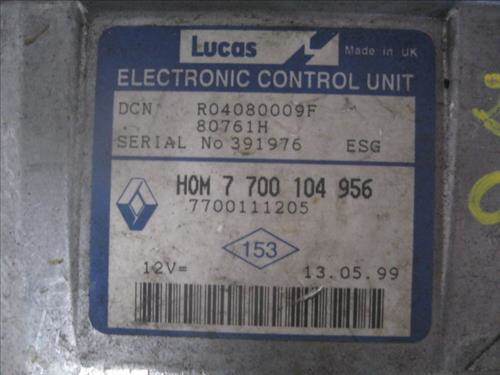 Lucas
Made in UK
ELECTRONIC CONTROL UNIT
DCN R04080009F
80761H
SERIAL No 391976 ESG
HOM 7 700 104 956
7700111205
153
12V=
13.05.99